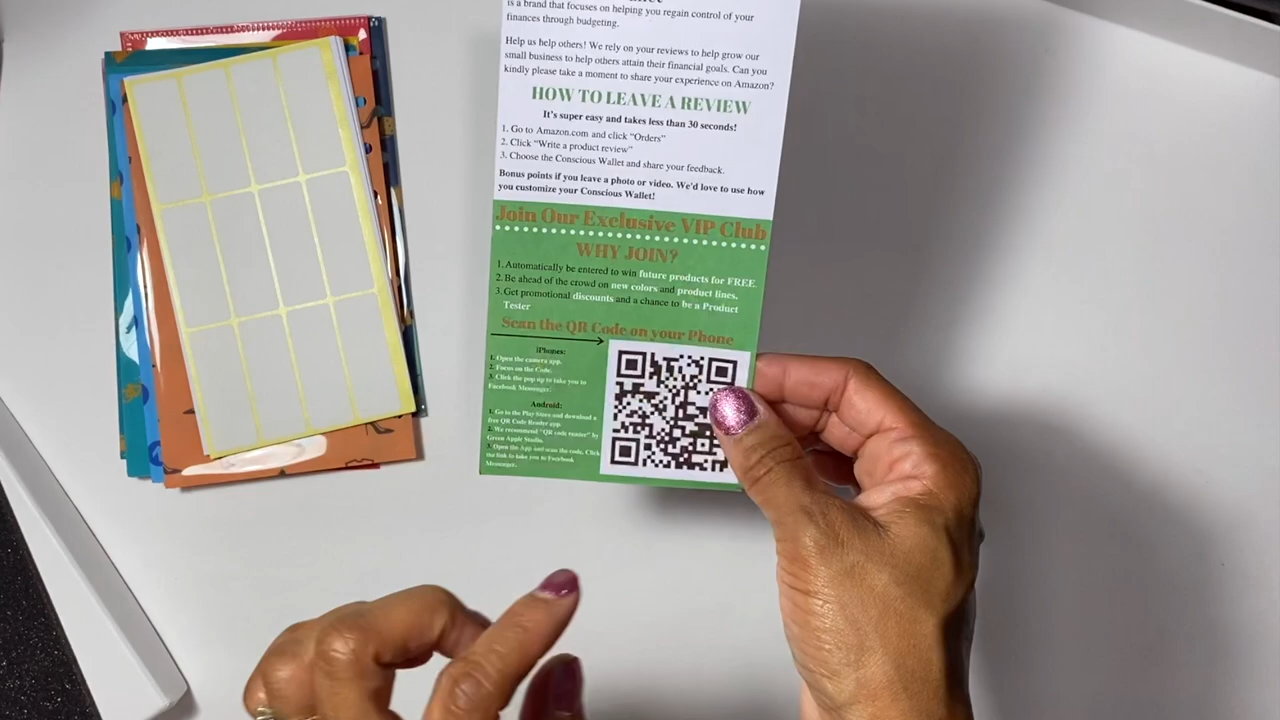 is a brand that focuses on helping you regain control of your
finances through budgeting.
Help us help others! We rely on your reviews to help grow our
small business to help others attain their financial goals. Can you
kindly please take a moment to share your experience on Amazon?
HOW TO LEAVE A REVIEW
It's super easy and takes less than 30 seconds!
1. Go to Amazon.com and click "Orders"
2. Click "Write a product review"
3. Choose the Conscious Wallet and share your feedback.
Bonus points if you leave a photo or video. We'd love to use how
you customize your Conscious Wallet!
Join Our Exclusive VIP Club
WHY JOIN?
1. Automatically be entered to win future products for FREE.
2. Be ahead of the crowd on new colors and product lines.
3. Get promotional discounts and a chance to be a Product
Tester
Scan the QR Code on your Phone
iPhones:
1. Open the camera app.
2. Focus on the Code.
3. Click the pop up to take you to
Facebook Messenger.
Android:
1. Go to the Play Store and download a
free QR Code Reader app.
2. We recommend "QR code reader" by
Green Apple Studio.
3. Open the App and scan the code. Click
the link to take you to Facebook
Messenger.